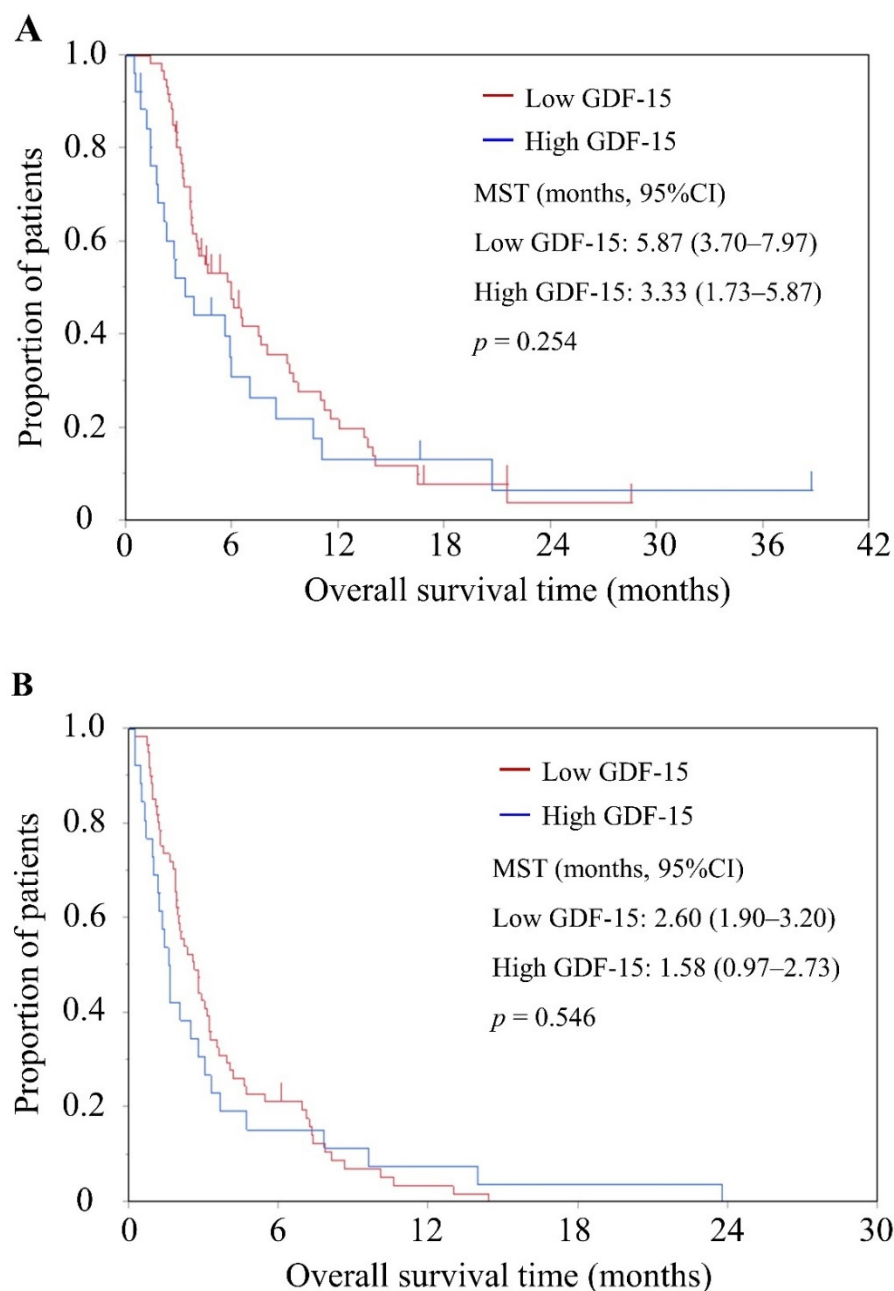 A
1.0
0.8
0.6
0.4
0.2
0
Proportion of patients
Low GDF-15
High GDF-15
MST (months, 95%CI)
Low GDF-15: 5.87 (3.70–7.97)
High GDF-15: 3.33 (1.73–5.87)
p = 0.254
0 6 12 18 24 30 36 42
Overall survival time (months)
B
1.0
0.8
0.6
0.4
0.2
0
Proportion of patients
Low GDF-15
High GDF-15
MST (months, 95%CI)
Low GDF-15: 2.60 (1.90–3.20)
High GDF-15: 1.58 (0.97–2.73)
p = 0.546
0 6 12 18 24 30
Overall survival time (months)